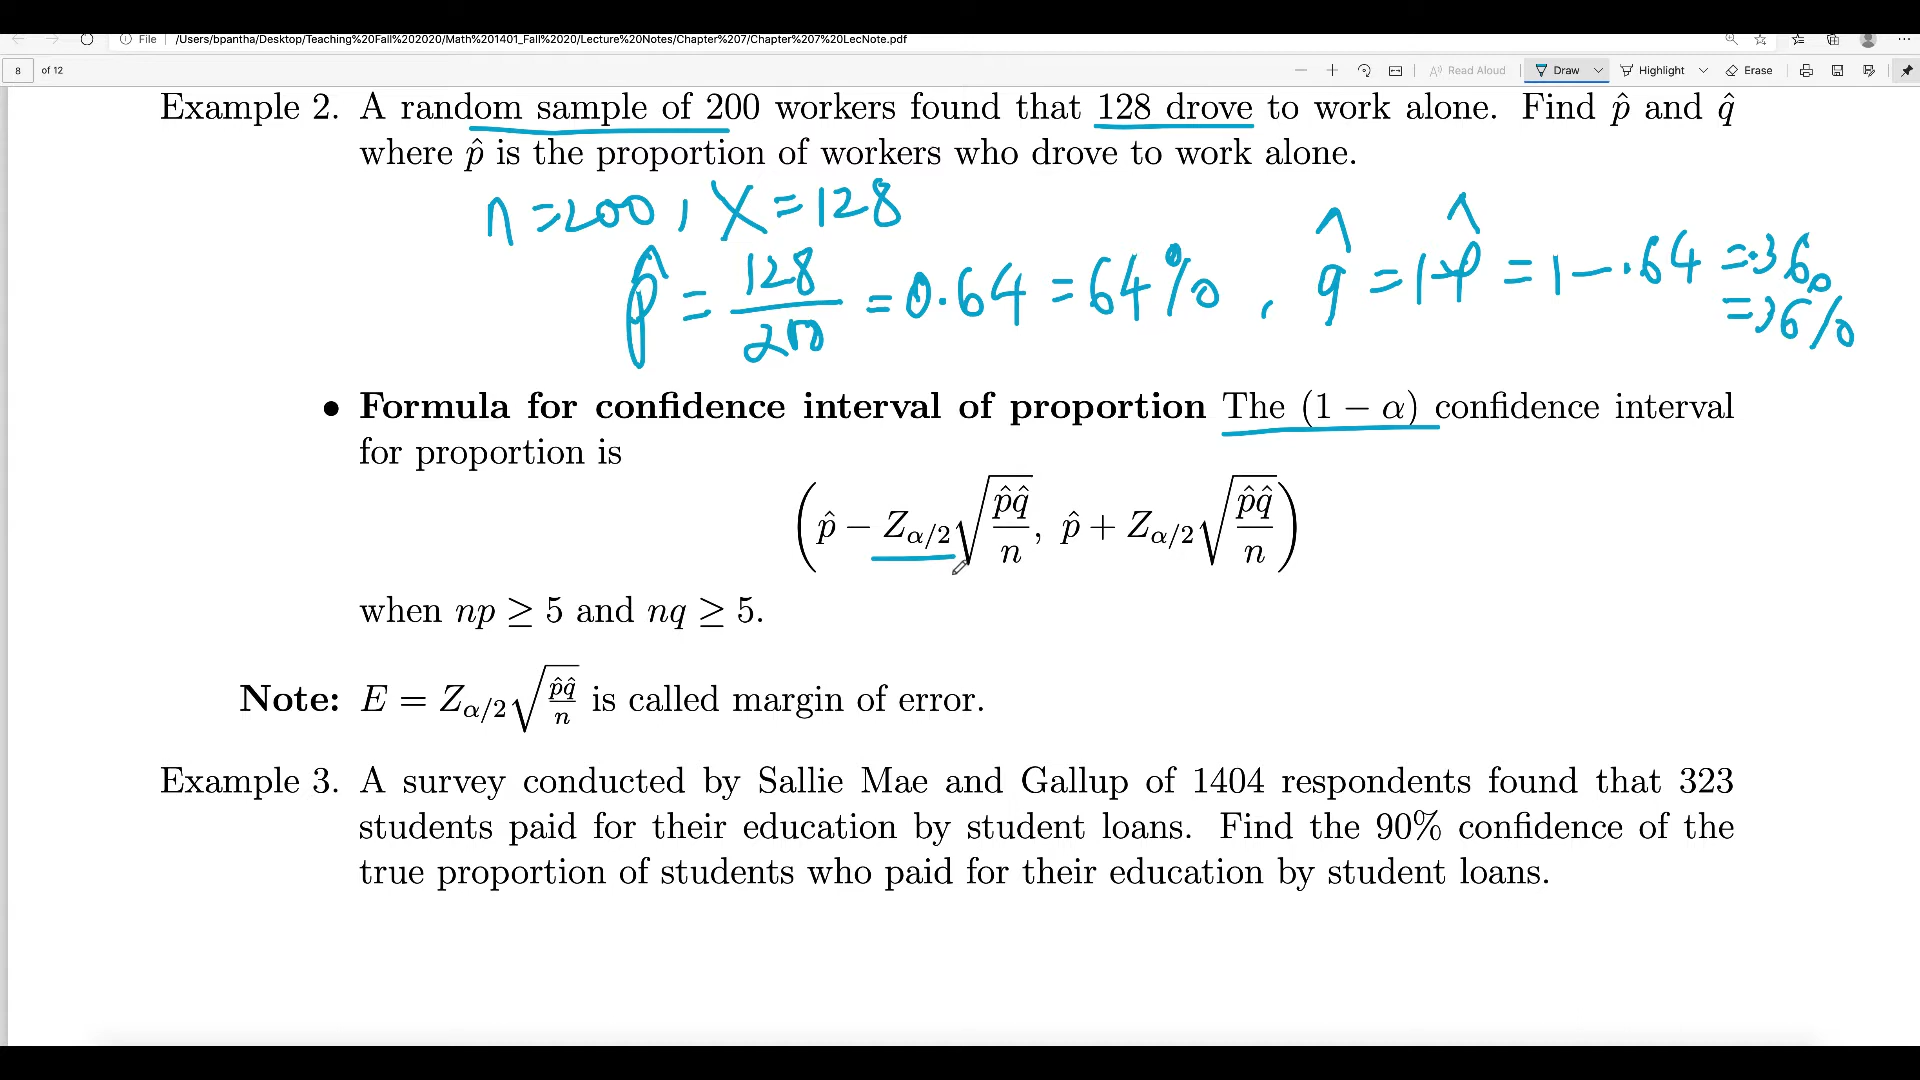 File /Users/bpantha/Desktop/Teaching%20Fall%202020/Math%201401_Fall%2020/Lecture%20Notes/Chapter%207/Chapter%207%20LecNote.pdf
8 of 12 Read Aloud Draw Highlight Erase
Example 2. A random sample of 200 workers found that 128 drove to work alone. Find p̂ and q̂
where p̂ is the proportion of workers who drove to work alone.
n = 200, X = 128
p̂ = 128/200 = 0.64 = 64%, q̂ = 1 - p̂ = 1 - .64 = .36
= 36%
• Formula for confidence interval of proportion The (1 − α) confidence interval
for proportion is
(p̂ − Z_{α/2}√(p̂q̂/n), p̂ + Z_{α/2}√(p̂q̂/n))
when np ≥ 5 and nq ≥ 5.
Note: E = Z_{α/2}√(p̂q̂/n) is called margin of error.
Example 3. A survey conducted by Sallie Mae and Gallup of 1404 respondents found that 323
students paid for their education by student loans. Find the 90% confidence of the
true proportion of students who paid for their education by student loans.